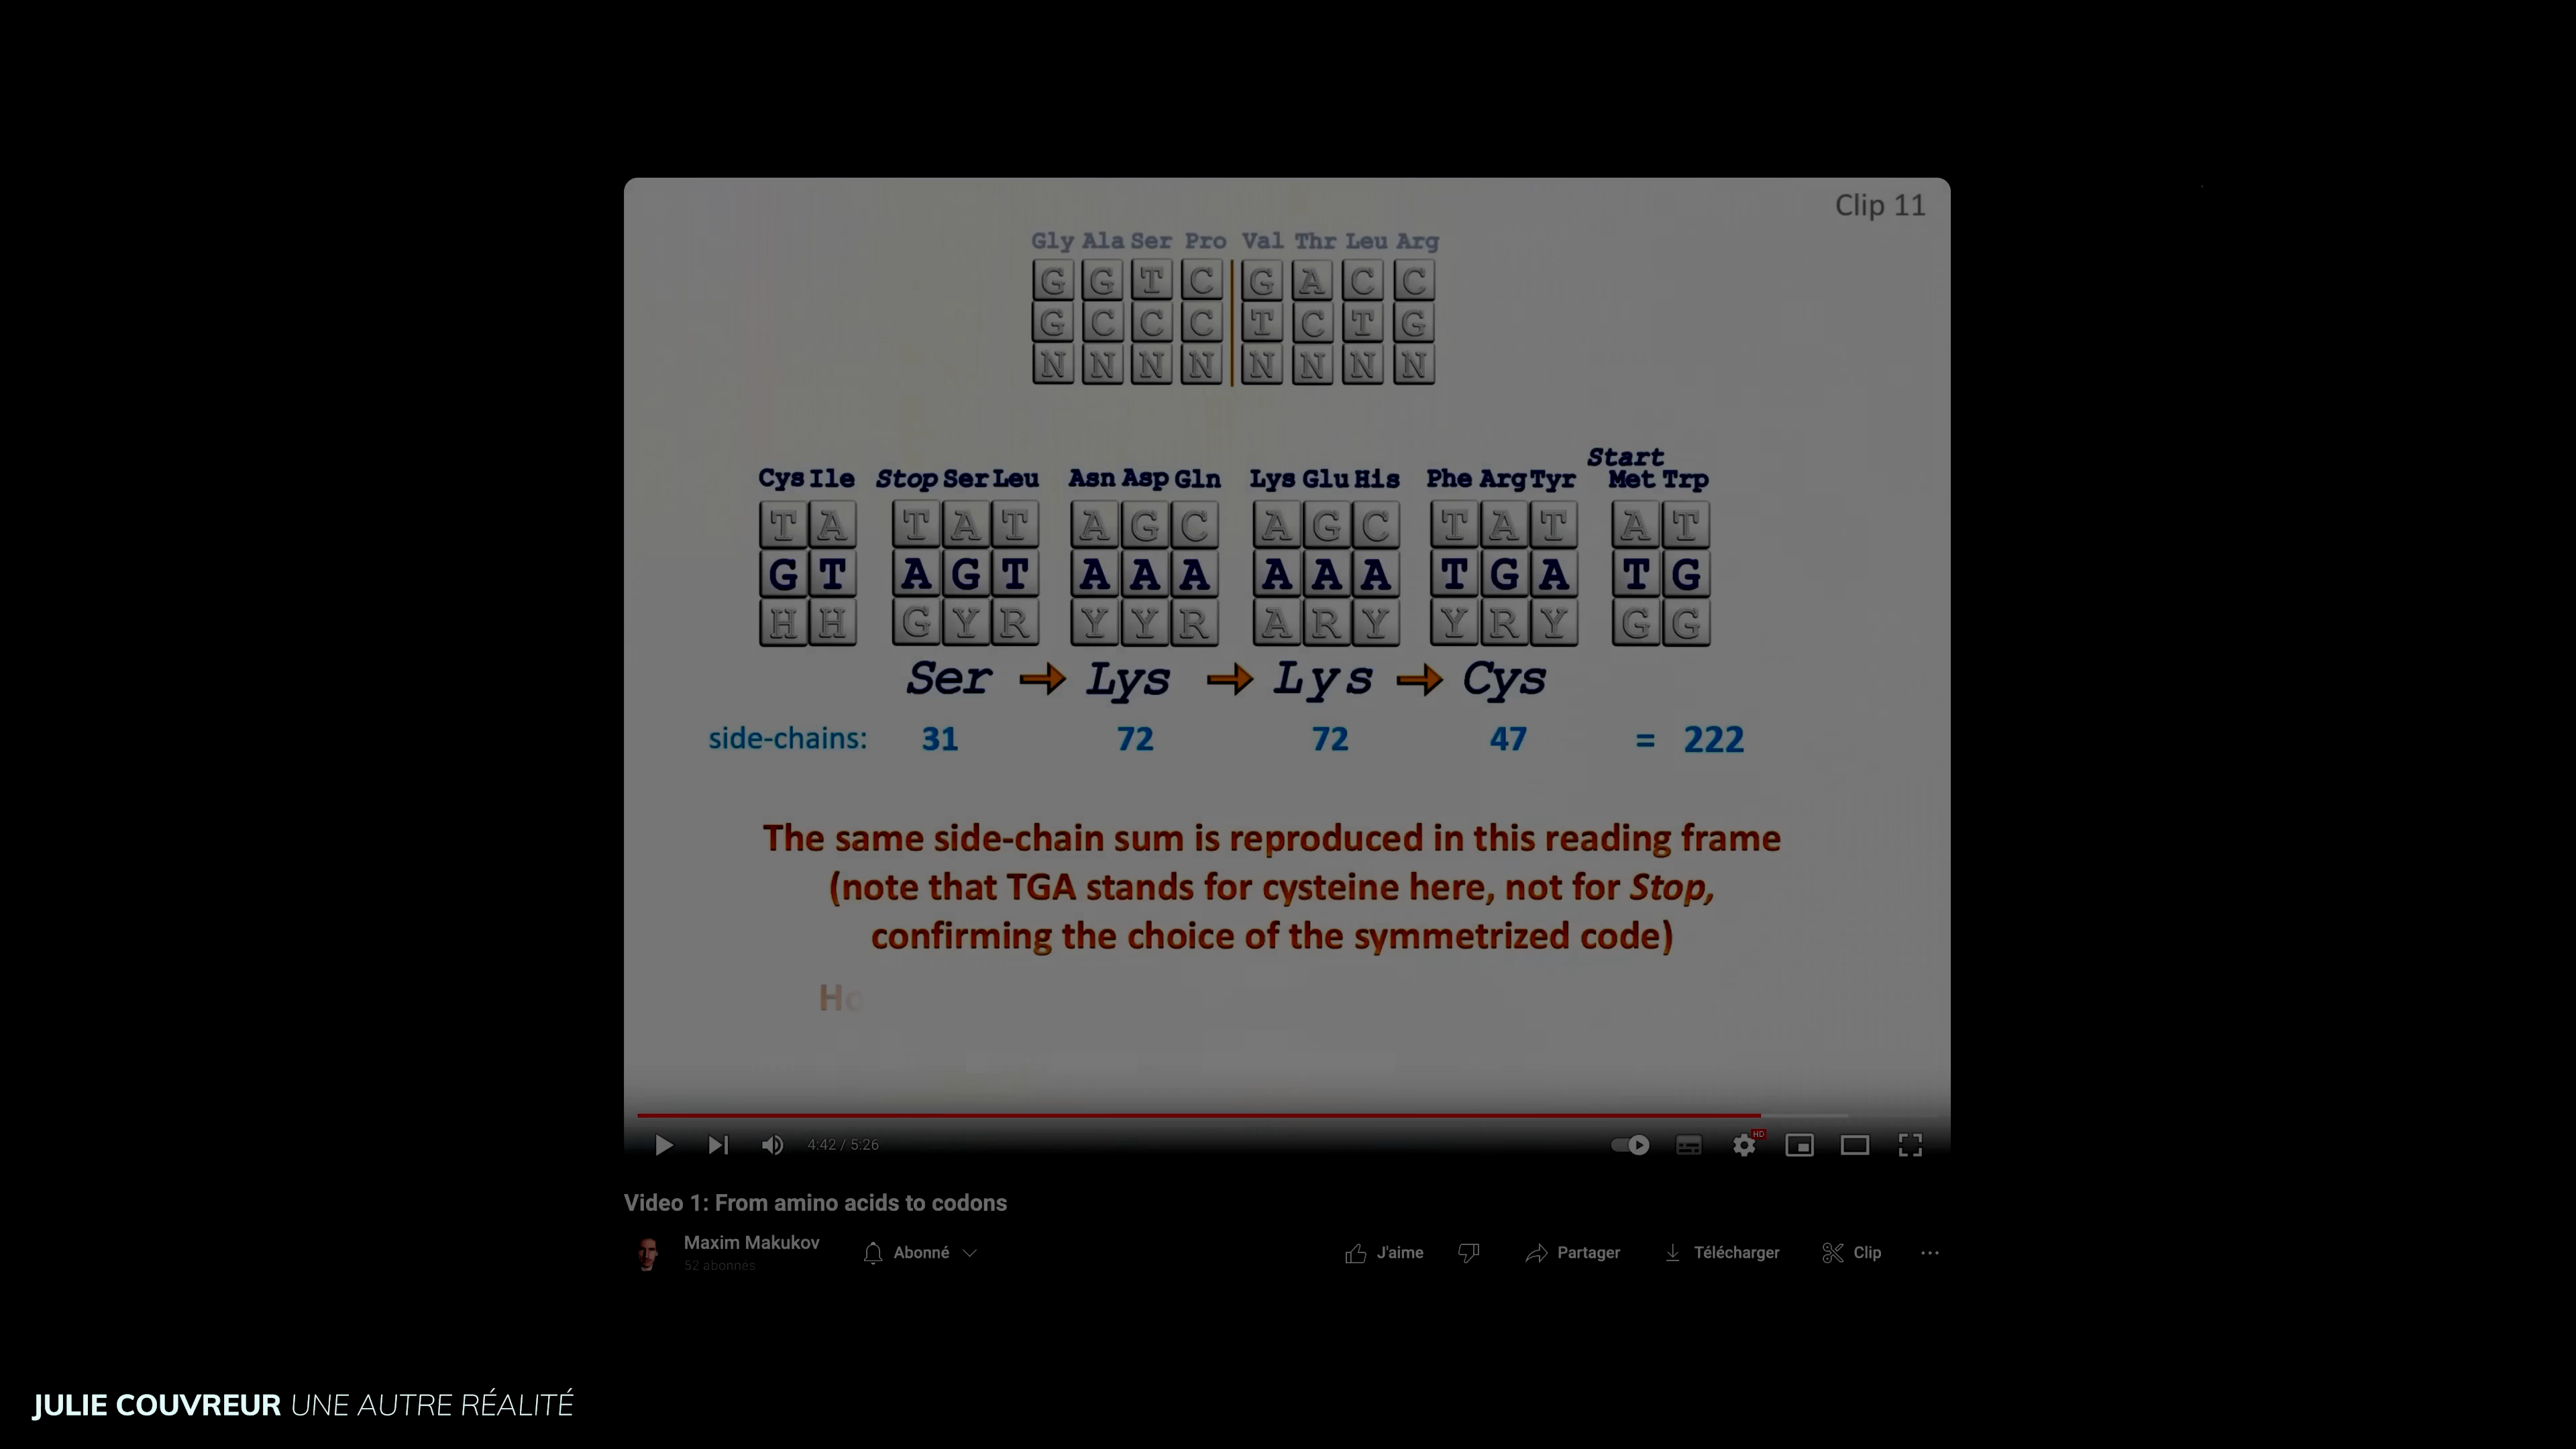 Clip 11
Gly Ala Ser Pro Val Thr Leu Arg
G G T C G A C C
G C C C T C T G
N N N N N N N N
Start
Cys Ile Stop Ser Leu Asn Asp Gln Lys Glu His Phe Arg Tyr Met Trp
T A T A T A G C A G C T A T A T
G T A G T A A A A A A T G A T G
H H G Y R Y Y R A R Y Y R Y G G
Ser → Lys → Lys → Cys
side-chains: 31 72 72 47 = 222
The same side-chain sum is reproduced in this reading frame
(note that TGA stands for cysteine here, not for Stop,
confirming the choice of the symmetrized code)
Ho
4:42 / 5:26
HD
Video 1: From amino acids to codons
Maxim Makukov
52 abonnés
Abonné
J'aime
Partager
Télécharger
Clip
JULIE COUVREUR UNE AUTRE RÉALITÉ